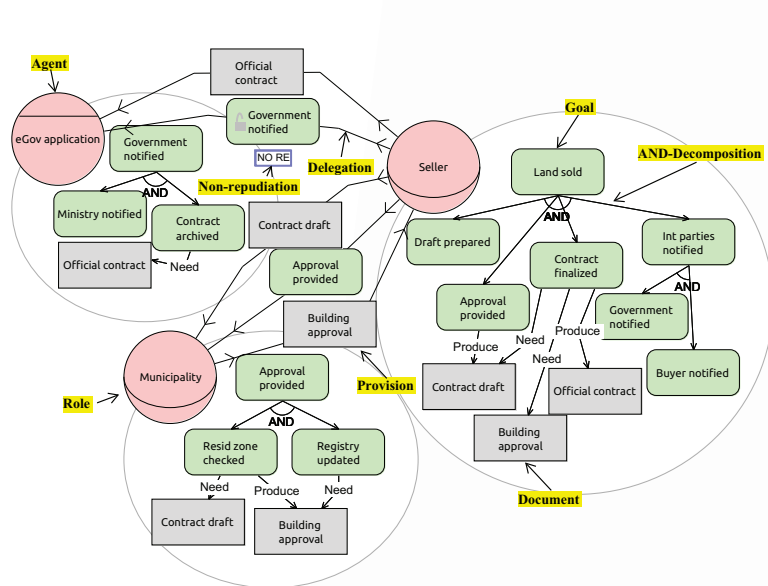 Official
contract
Agent
eGov application
Government
notified
NO RE
Delegation
Non-repudiation
Government
notified
AND
Ministry notified
Contract
archived
Official contract
Need
Seller
Goal
AND-Decomposition
Land sold
AND
Draft prepared
Contract
finalized
Int parties
notified
AND
Approval
provided
Government
notified
Buyer notified
Produce
Need
Need
Produce
Contract draft
Official contract
Building
approval
Document
Contract draft
Approval
provided
Building
approval
Provision
Municipality
Role
Approval
provided
AND
Resid zone
checked
Registry
updated
Need
Produce
Need
Contract draft
Building
approval